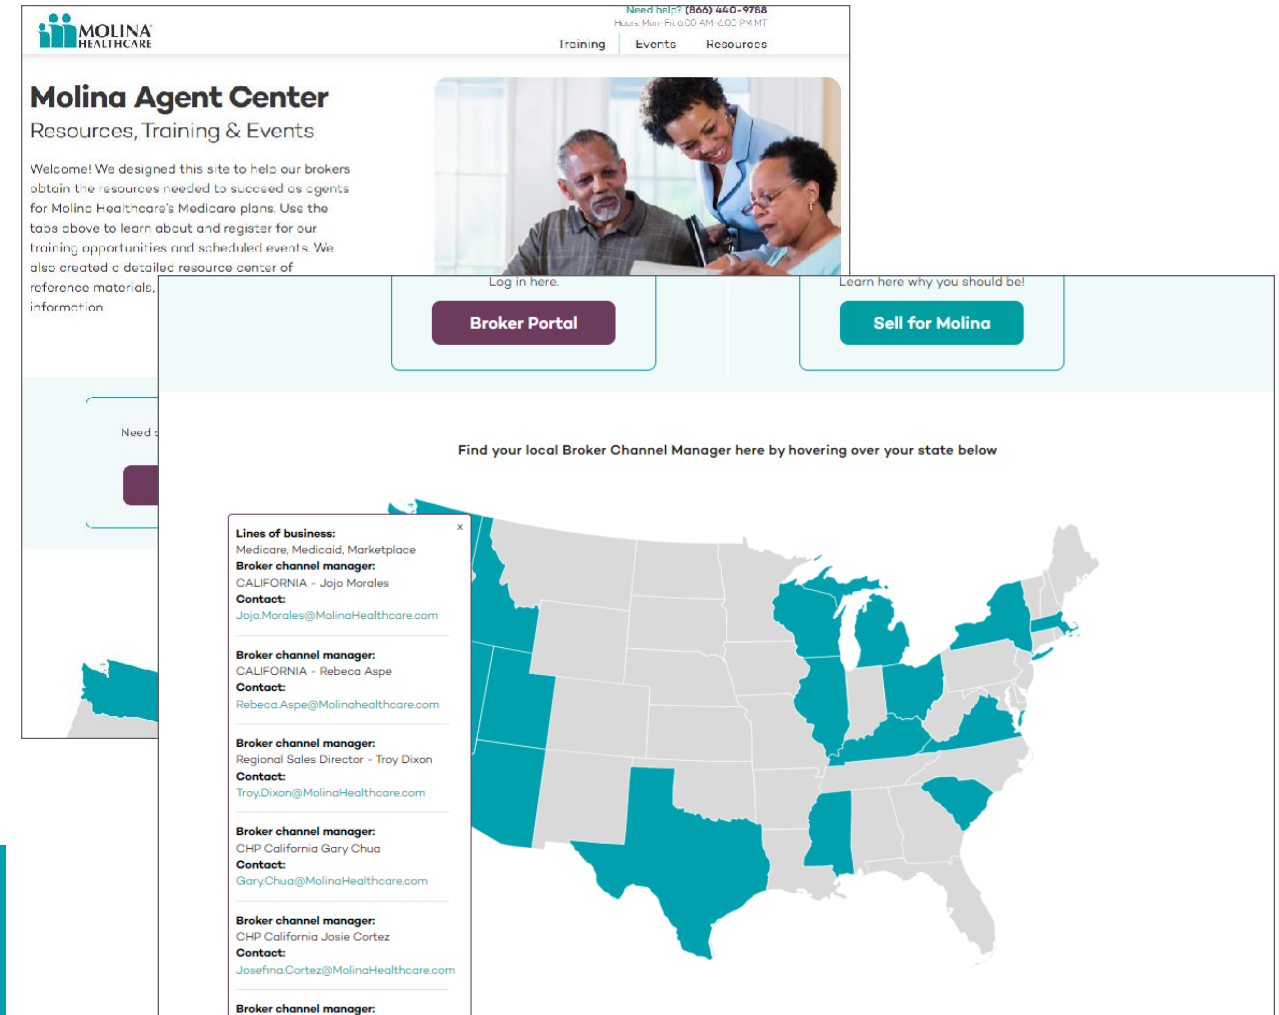 MOLINA
HEALTHCARE
Need help? (866) 440-9788
Hours: Mon-Fri, 6:00 AM-6:00 PM MT
Training
Events
Resources
Molina Agent Center
Resources, Training & Events
Welcome! We designed this site to help our brokers
obtain the resources needed to succeed as agents
for Molina Healthcare's Medicare plans. Use the
tabs above to learn about and register for our
training opportunities and scheduled events. We
also created a detailed resource center of
reference materials,
information.
Need
Log in here.
Broker Portal
Learn here why you should be!
Sell for Molina
Find your local Broker Channel Manager here by hovering over your state below
x
Lines of business:
Medicare, Medicaid, Marketplace
Broker channel manager:
CALIFORNIA - Jojo Morales
Contact:
Jojo.Morales@MolinaHealthcare.com
Broker channel manager:
CALIFORNIA - Rebeca Aspe
Contact:
Rebeca.Aspe@Molinahealthcare.com
Broker channel manager:
Regional Sales Director - Troy Dixon
Contact:
Troy.Dixon@MolinaHealthcare.com
Broker channel manager:
CHP California Gary Chua
Contact:
Gary.Chua@MolinaHealthcare.com
Broker channel manager:
CHP California Josie Cortez
Contact:
Josefina.Cortez@MolinaHealthcare.com
Broker channel manager: